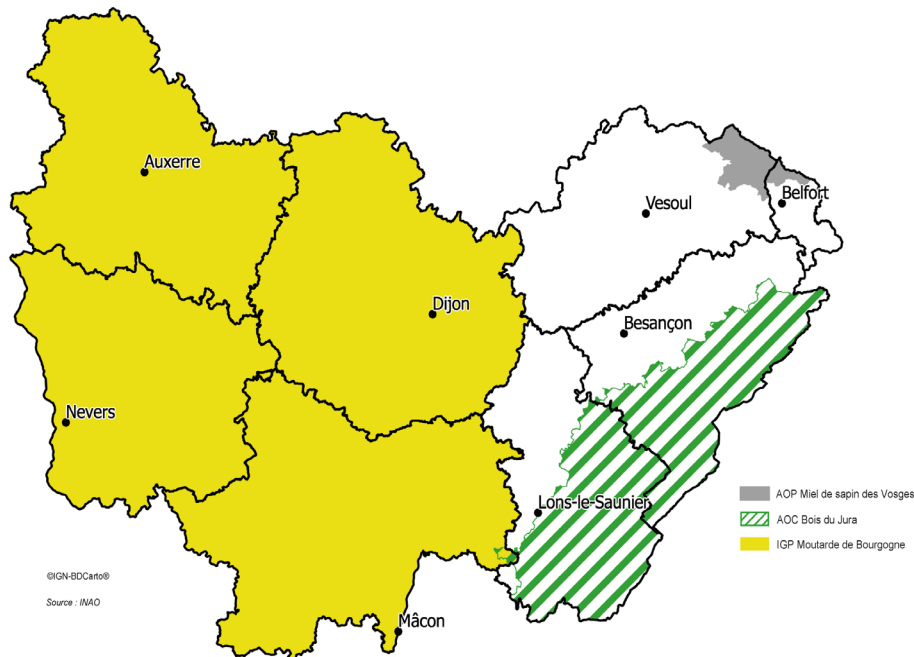 Auxerre
Vesoul
Belfort
Dijon
Besançon
Nevers
Lons-le-Saunier
AOP Miel de sapin des Vosges
AOC Bois du Jura
IGP Moutarde de Bourgogne
©IGN-BDCarto®
Source : INAO
Mâcon